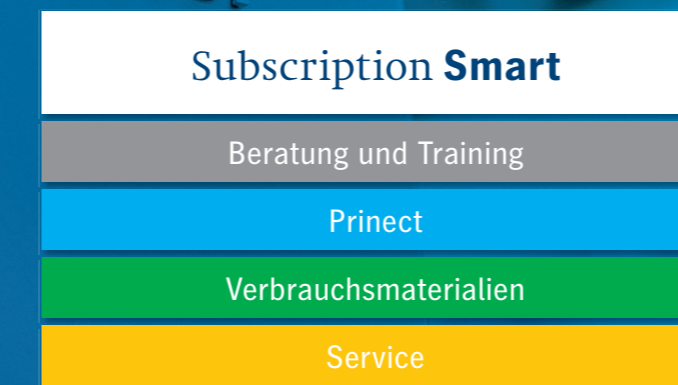 Subscription Smart
Beratung und Training
Prinect
Verbrauchsmaterialien
Service